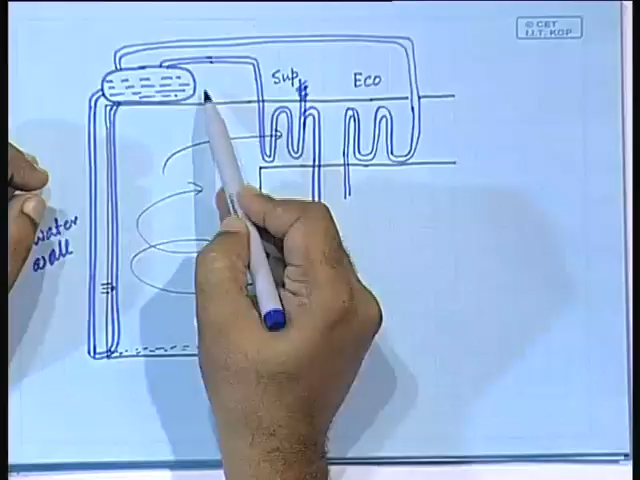 © CET
I.I.T. KGP
Sup
Eco
water
wall